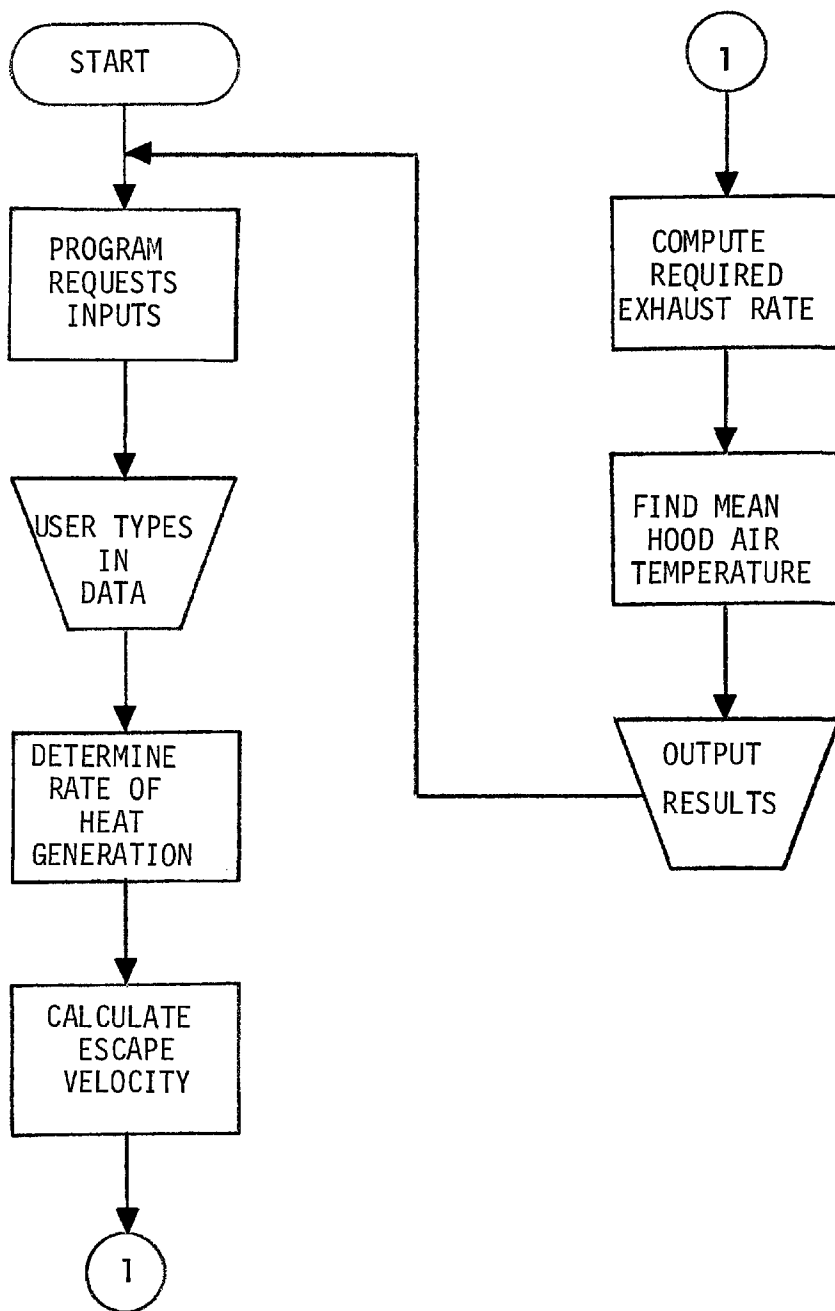 START
PROGRAM
REQUESTS
INPUTS
USER TYPES
IN
DATA
DETERMINE
RATE OF
HEAT
GENERATION
CALCULATE
ESCAPE
VELOCITY
1
1
COMPUTE
REQUIRED
EXHAUST RATE
FIND MEAN
HOOD AIR
TEMPERATURE
OUTPUT
RESULTS